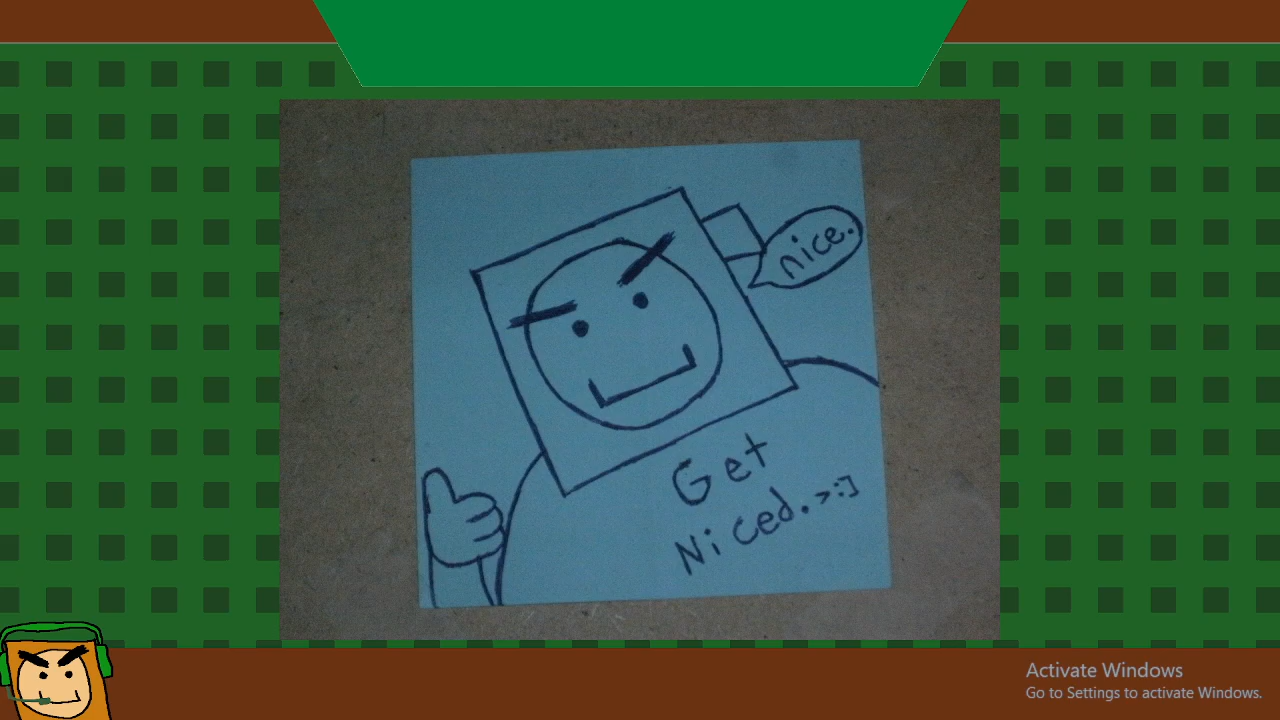 nice.
Get
Niced. >:]
Activate Windows
Go to Settings to activate Windows.